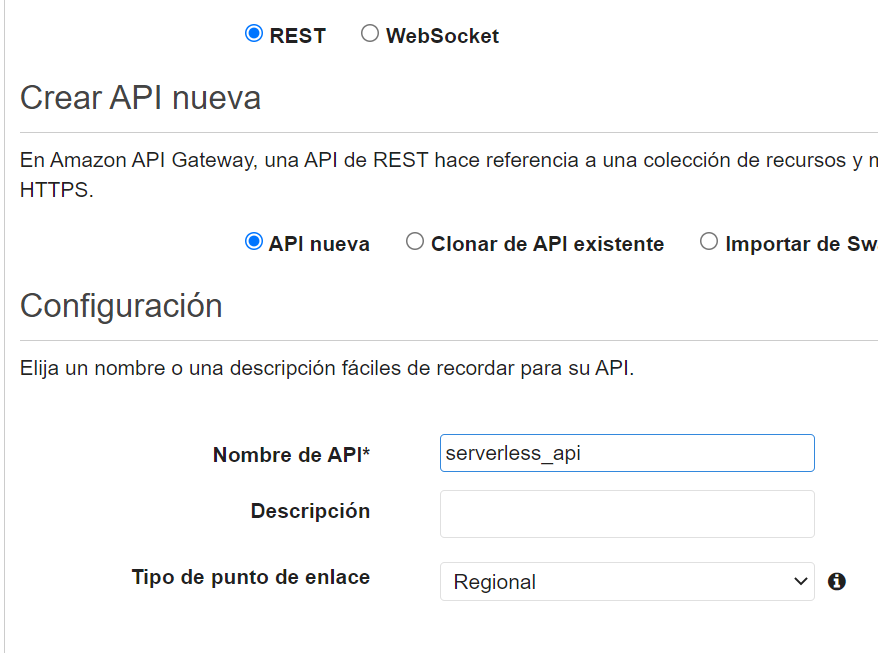 REST WebSocket
Crear API nueva
En Amazon API Gateway, una API de REST hace referencia a una colección de recursos y
HTTPS.
API nueva Clonar de API existente Importar de Sw
Configuración
Elija un nombre o una descripción fáciles de recordar para su API.
Nombre de API* serverless_api
Descripción
Tipo de punto de enlace Regional